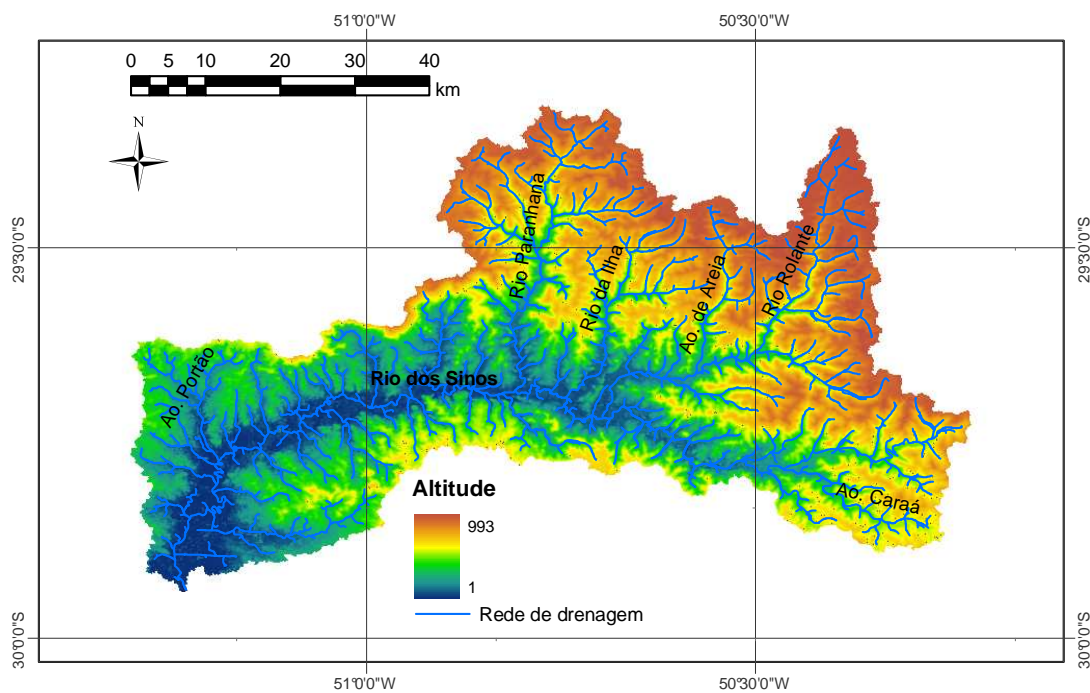 51°0'0"W 50°30'0"W
0 5 10 20 30 40
km
N
29°30'0"S 29°30'0"S
Rio Paranhana
Rio da Ilha
Ao. de Areia
Rio Rolante
Ao. Portão
Rio dos Sinos
Ao. Caraá
Altitude
993
1
Rede de drenagem
30°0'0"S 30°0'0"S
51°0'0"W 50°30'0"W